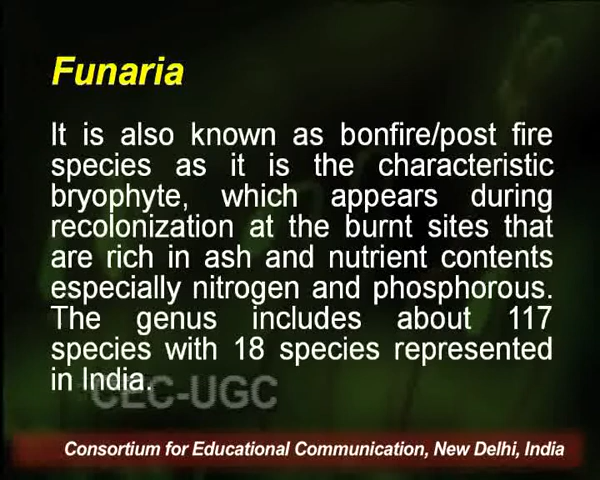 Funaria
It is also known as bonfire/post fire
species as it is the characteristic
bryophyte, which appears during
recolonization at the burnt sites that
are rich in ash and nutrient contents
especially nitrogen and phosphorous.
The genus includes about 117
species with 18 species represented
in India.
CEC-UGC
Consortium for Educational Communication, New Delhi, India